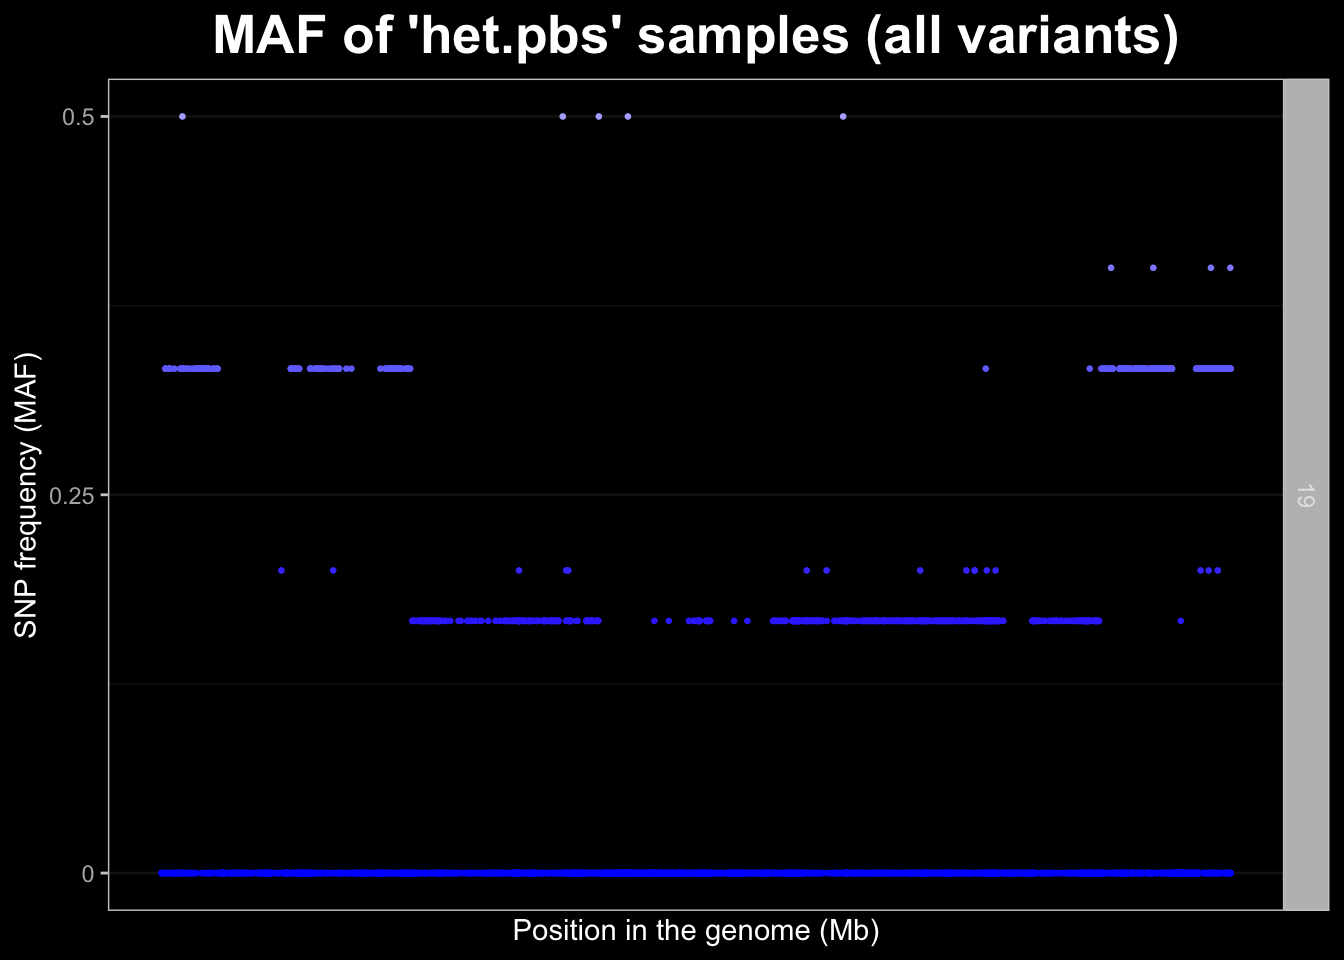 MAF of 'het.pbs' samples (all variants)
SNP frequency (MAF)
0.5
0.25
0
19
Position in the genome (Mb)